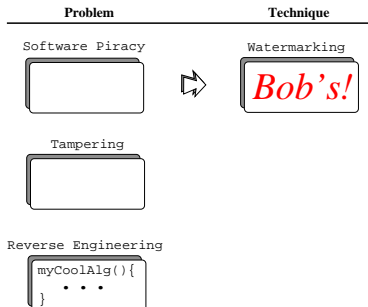 Problem Technique
Software Piracy Watermarking
Bob's!
Tampering
Reverse Engineering
myCoolAlg(){
...
}